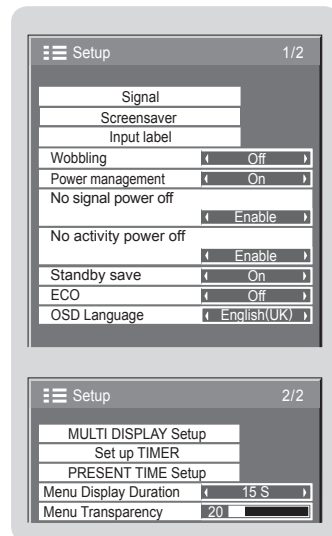 Setup 1/2
Signal
Screensaver
Input label
Wobbling Off
Power management On
No signal power off
Enable
No activity power off
Enable
Standby save On
ECO Off
OSD Language English(UK)
Setup 2/2
MULTI DISPLAY Setup
Set up TIMER
PRESENT TIME Setup
Menu Display Duration 15 S
Menu Transparency 20